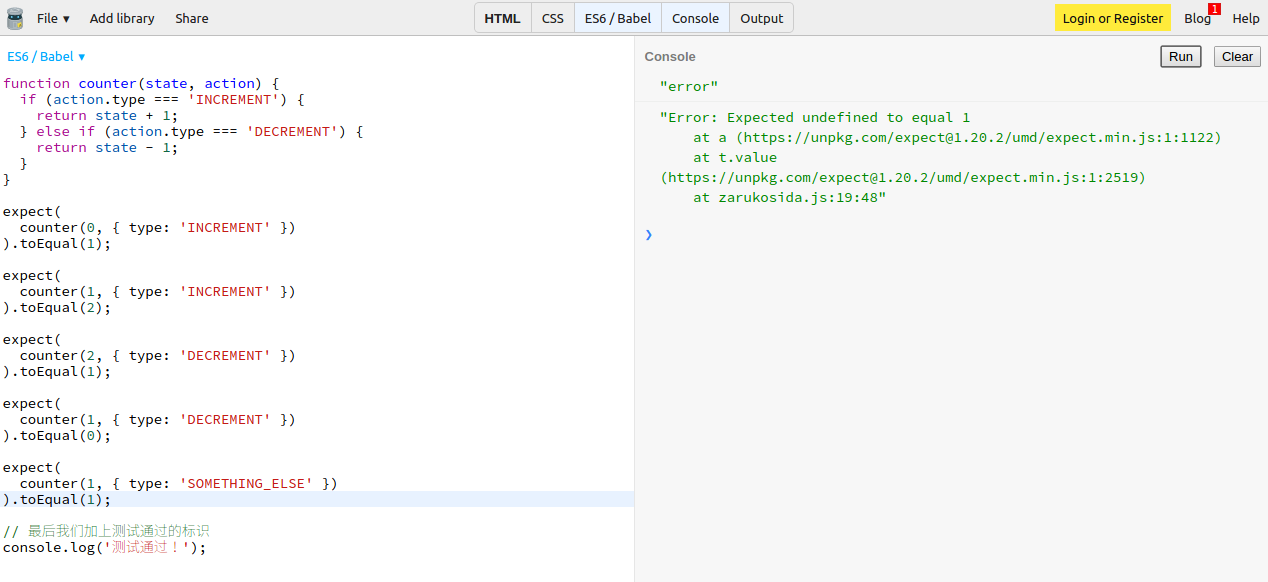 File ▾ Add library Share HTML CSS ES6 / Babel Console Output Login or Register Blog 1 Help
ES6 / Babel ▾
function counter(state, action) {
  if (action.type === 'INCREMENT') {
    return state + 1;
  } else if (action.type === 'DECREMENT') {
    return state - 1;
  }
}
expect(
  counter(0, { type: 'INCREMENT' })
).toEqual(1);
expect(
  counter(1, { type: 'INCREMENT' })
).toEqual(2);
expect(
  counter(2, { type: 'DECREMENT' })
).toEqual(1);
expect(
  counter(1, { type: 'DECREMENT' })
).toEqual(0);
expect(
  counter(1, { type: 'SOMETHING_ELSE' })
).toEqual(1);
// 最后我们加上测试通过的标识
console.log('测试通过！');
Console Run Clear
"error"
"Error: Expected undefined to equal 1
    at a (https://unpkg.com/expect@1.20.2/umd/expect.min.js:1:1122)
    at t.value
(https://unpkg.com/expect@1.20.2/umd/expect.min.js:1:2519)
    at zarukosida.js:19:48"
❯